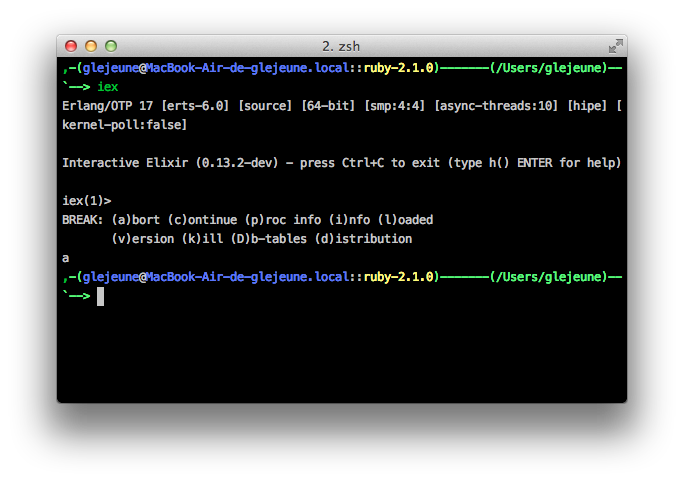 2. zsh
,-(glejeune@MacBook-Air-de-glejeune.local::ruby-2.1.0)-------(/Users/glejeune)--
`--> iex
Erlang/OTP 17 [erts-6.0] [source] [64-bit] [smp:4:4] [async-threads:10] [hipe] [
kernel-poll:false]
Interactive Elixir (0.13.2-dev) - press Ctrl+C to exit (type h() ENTER for help)
iex(1)>
BREAK: (a)bort (c)ontinue (p)roc info (i)nfo (l)oaded
       (v)ersion (k)ill (D)b-tables (d)istribution
a
,-(glejeune@MacBook-Air-de-glejeune.local::ruby-2.1.0)-------(/Users/glejeune)--
`-->